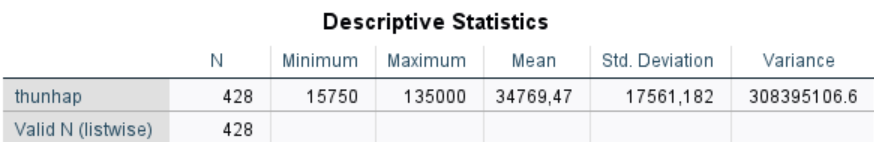 Descriptive Statistics
N Minimum Maximum Mean Std. Deviation Variance
thunhap 428 15750 135000 34769,47 17561,182 308395106.6
Valid N (listwise) 428